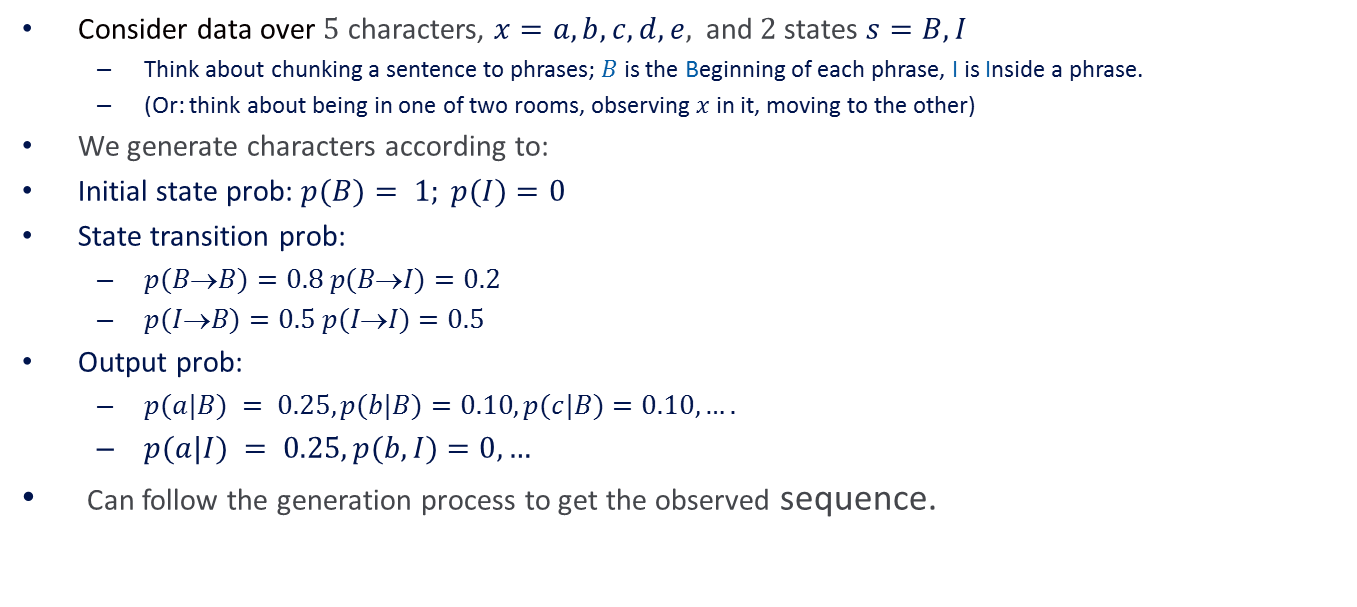 • Consider data over 5 characters, x = a, b, c, d, e, and 2 states s = B, I
– Think about chunking a sentence to phrases; B is the Beginning of each phrase, I is Inside a phrase.
– (Or: think about being in one of two rooms, observing x in it, moving to the other)
• We generate characters according to:
• Initial state prob: p(B) = 1; p(I) = 0
• State transition prob:
– p(B→B) = 0.8 p(B→I) = 0.2
– p(I→B) = 0.5 p(I→I) = 0.5
• Output prob:
– p(a|B) = 0.25, p(b|B) = 0.10, p(c|B) = 0.10, … .
– p(a|I) = 0.25, p(b, I) = 0, …
• Can follow the generation process to get the observed sequence.